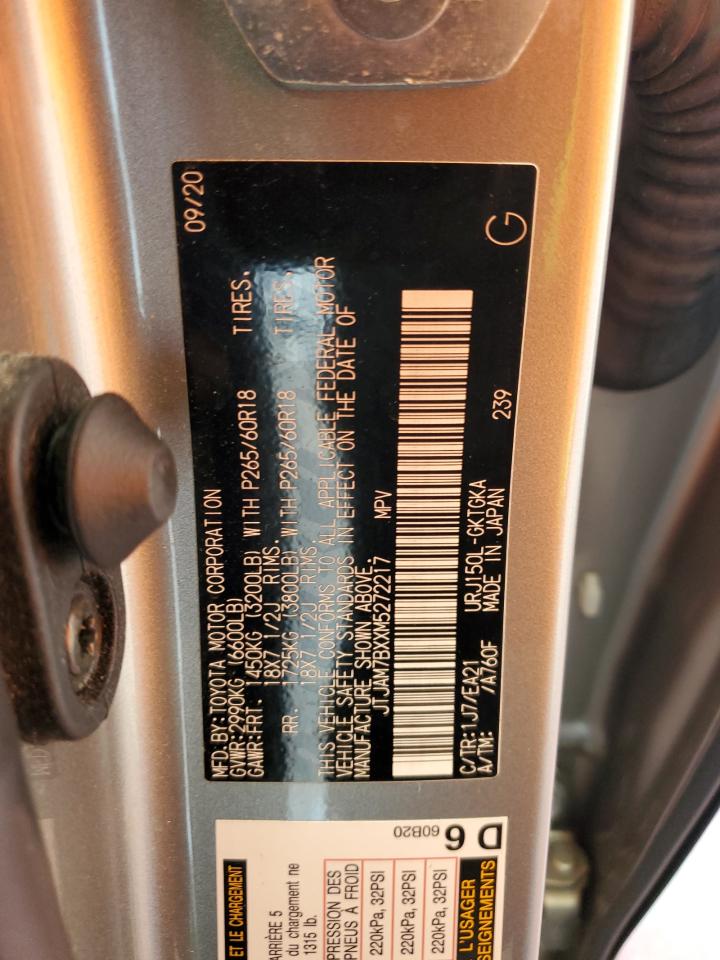 MFD.BY:TOYOTA MOTOR CORPORATION 09/20
GVWR:2990KG (6600LB)
GAWR:FRT. 1450KG (3200LB) WITH P265/60R18 TIRES.
18X7 1/2J RIMS.
RR. 1725KG (3800LB) WITH P265/60R18 TIRES,
18X7 1/2J RIMS.
THIS VEHICLE CONFORMS TO ALL APPLICABLE FEDERAL MOTOR
VEHICLE SAFETY STANDARDS IN EFFECT ON THE DATE OF
MANUFACTURE SHOWN ABOVE.
JTJAM7BXXM5272217 MPV
C/TR:1J7/EA21 URJ150L-GKTGKA 239
A/TM: /A760F MADE IN JAPAN
G
D 6
60B20
ET LE CHARGEMENT
ARRIÈRE 5
du chargement ne
1315 lb.
PRESSION DES
PNEUS À FROID
220kPa, 32PSI
220kPa, 32PSI
220kPa, 32PSI
L'USAGER
SEIGNEMENTS